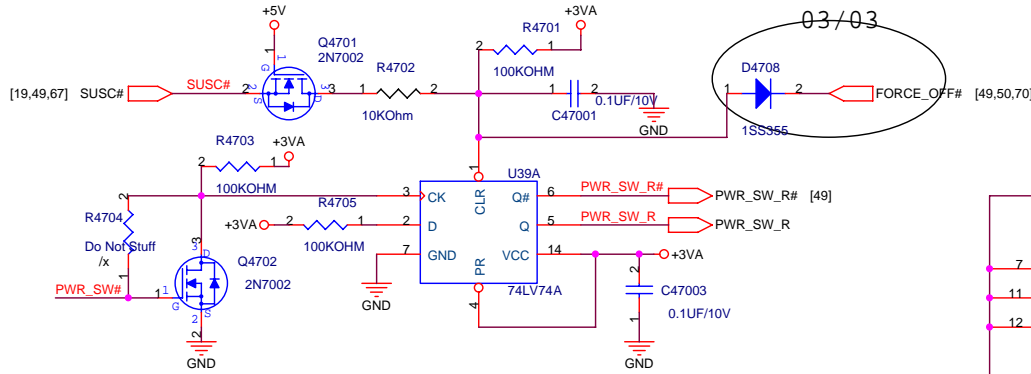 +5V
+3VA
03/03
Q4701
2N7002
R4701
1
G
2
1
100KOHM
D4708
[19,49,67]
SUSC#
SUSC#
2
S
3
D
1
R4702
2
10KOhm
1
2
0.1UF/10V
C47001
GND
1
2
1SS355
FORCE_OFF#
[49,50,70]
R4703
+3VA
2
1
100KOHM
1
U39A
2
R4704
Do Not Stuff
/x
1
3
CK
CLR
Q#
6
PWR_SW_R#
PWR_SW_R#
[49]
+3VA
2
R4705
1
100KOHM
2
D
Q
5
PWR_SW_R
PWR_SW_R
7
GND
VCC
14
+3VA
PR
4
74LV74A
GND
3
3
D
Q4702
2N7002
PWR_SW#
1
1
G
2
S
2
GND
2
C47003
1
0.1UF/10V
GND
7
11
12